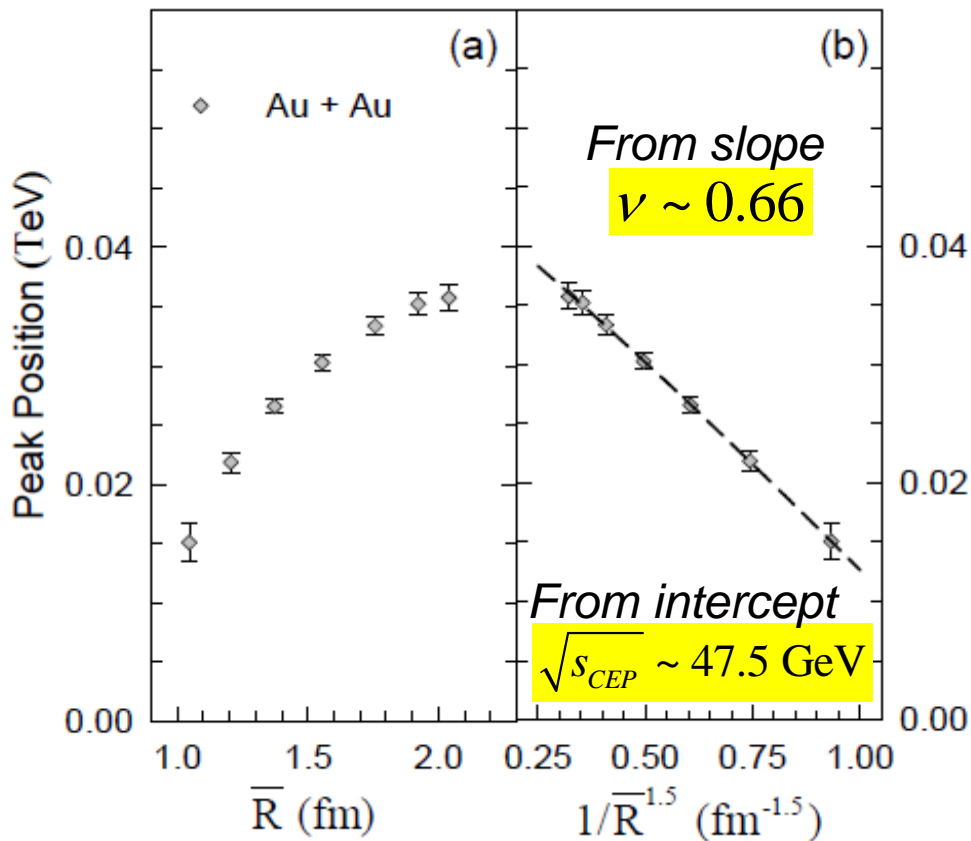 (a)
(b)
Au + Au
From slope
ν ~ 0.66
Peak Position (TeV)
0.04
0.02
0.00
0.04
0.02
0.00
From intercept
√s_CEP ~ 47.5 GeV
1.0
1.5
2.0
0.25
0.50
0.75
1.00
R̅ (fm)
1/R̅^1.5 (fm^-1.5)